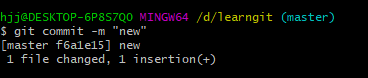 hjj@DESKTOP-6P8S7QO MINGW64 /d/learngit (master)
$ git commit -m "new"
[master f6a1e15] new
 1 file changed, 1 insertion(+)